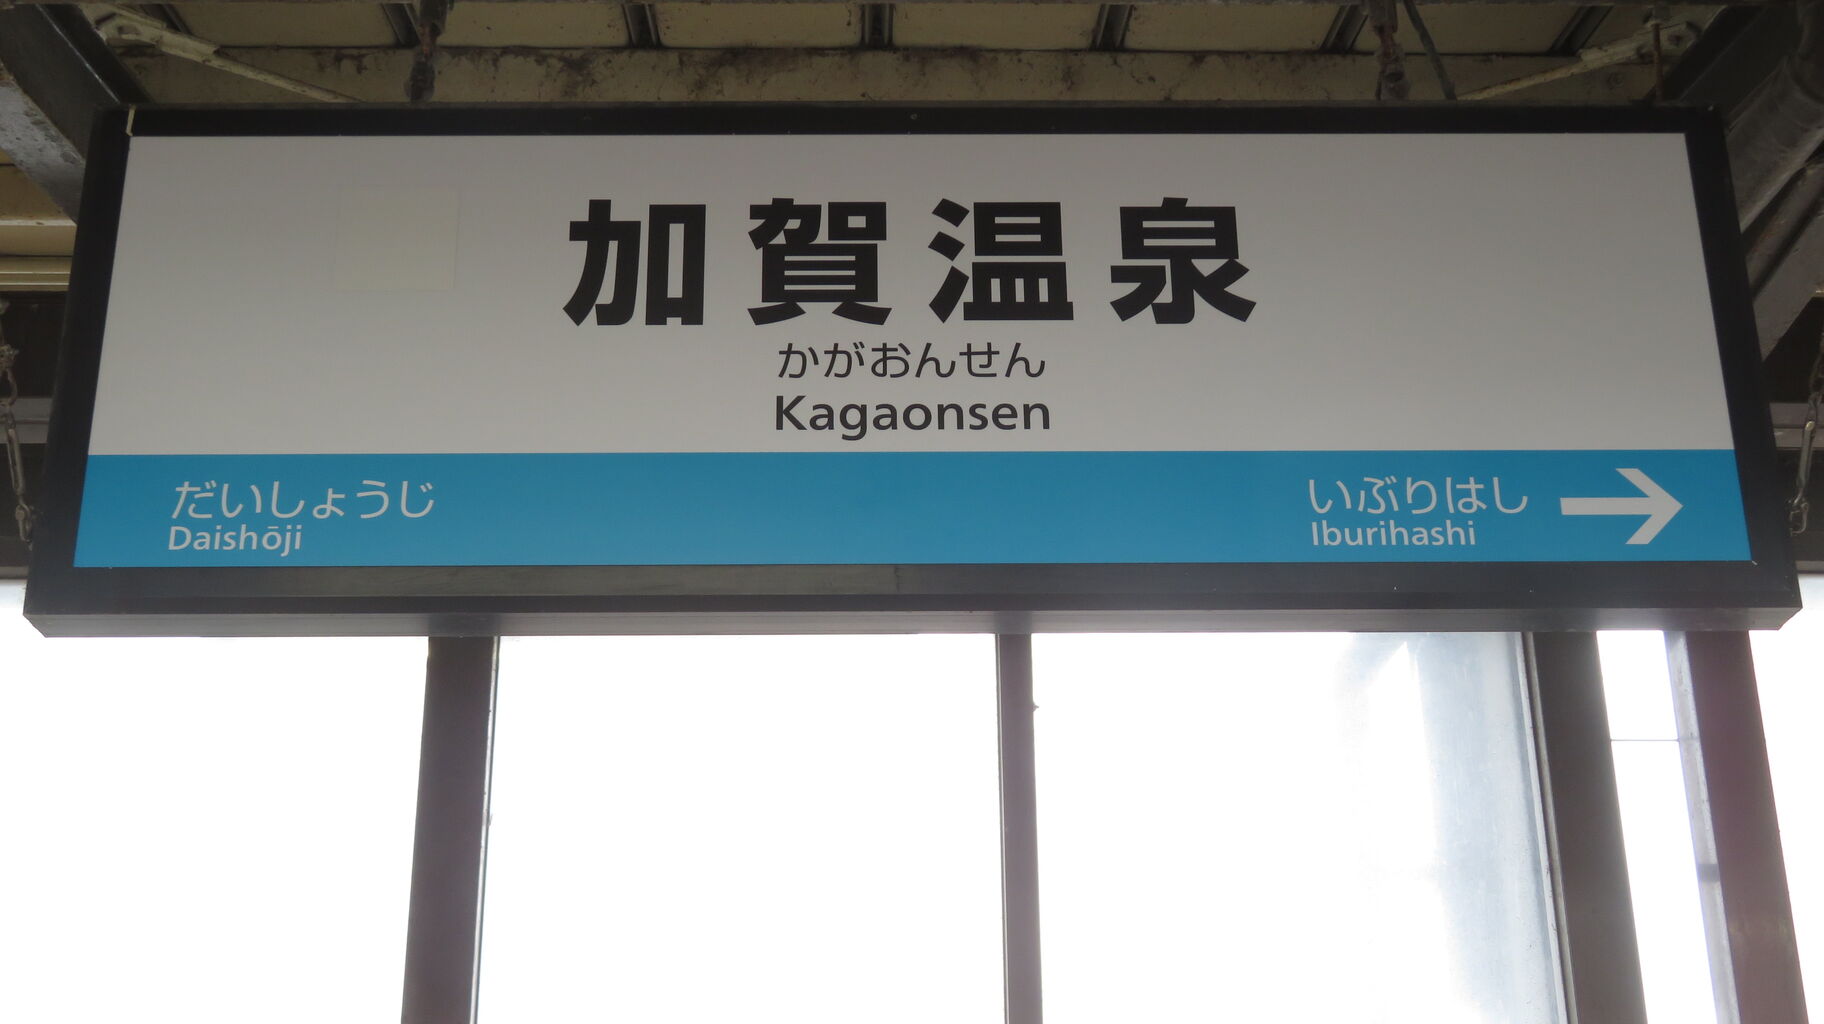 加賀温泉
かがおんせん
Kagaonsen
だいしょうじ
Daishōji
いぶりはし
Iburihashi